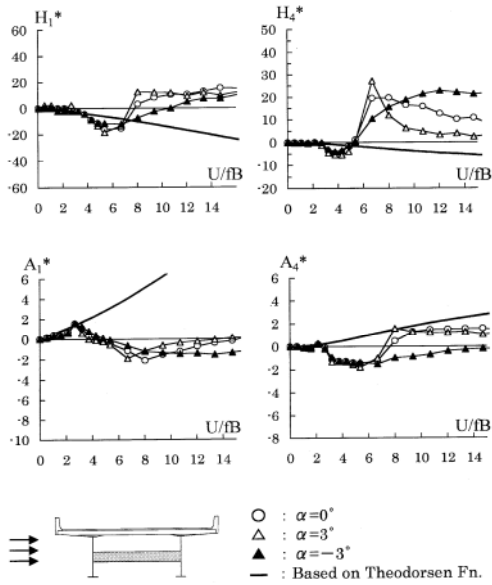 H₁*
60
40
20
0
-20
-40
-60
U/fB
0 2 4 6 8 10 12 14
H₄*
50
40
30
20
10
0
-10
-20
U/fB
0 2 4 6 8 10 12 14
A₁*
6
4
2
0
-2
-4
-6
-8
-10
U/fB
0 2 4 6 8 10 12 14
A₄*
6
4
2
0
-2
-4
-6
-8
U/fB
0 2 4 6 8 10 12 14
○ : α=0°
△ : α=3°
▲ : α=−3°
— : Based on Theodorsen Fn.